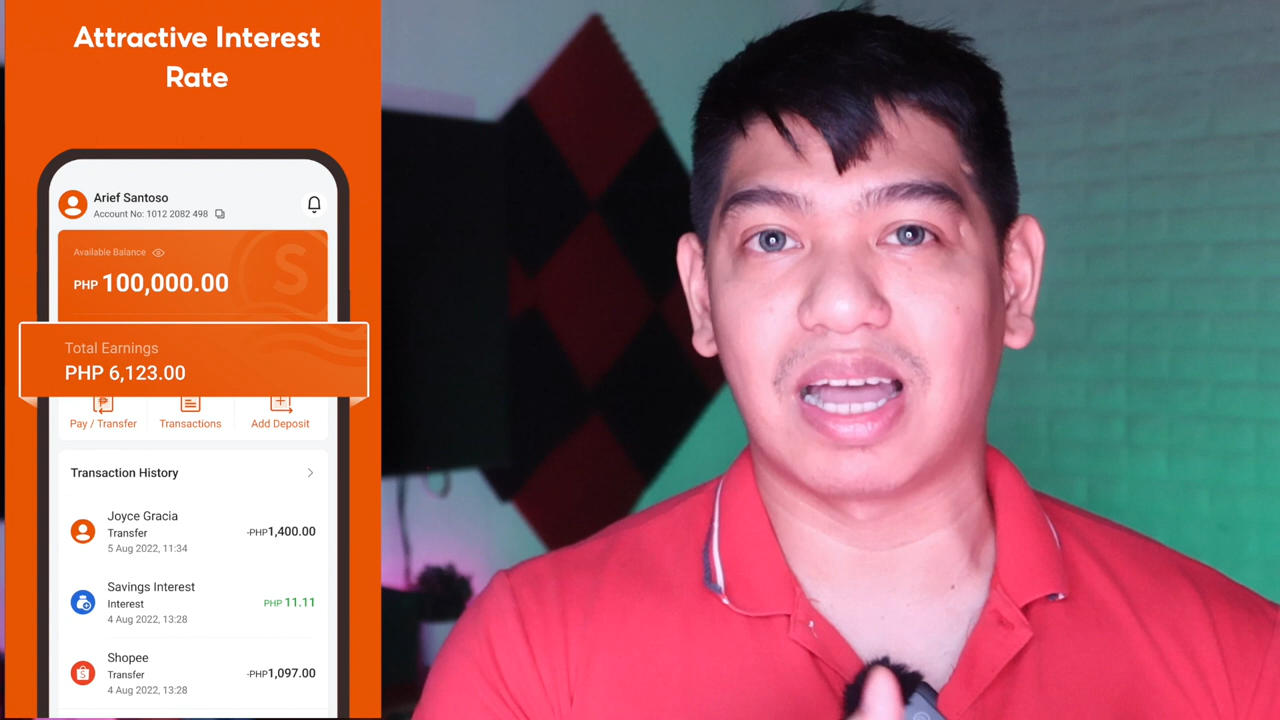 Attractive Interest
Rate
Arief Santoso
Account No: 1012 2082 498
Available Balance
PHP 100,000.00
Total Earnings
PHP 6,123.00
Pay / Transfer
Transactions
Add Deposit
Transaction History
Joyce Gracia
Transfer
-PHP1,400.00
5 Aug 2022, 11:34
Savings Interest
Interest
PHP 11.11
4 Aug 2022, 13:28
Shopee
Transfer
-PHP1,097.00
4 Aug 2022, 13:28